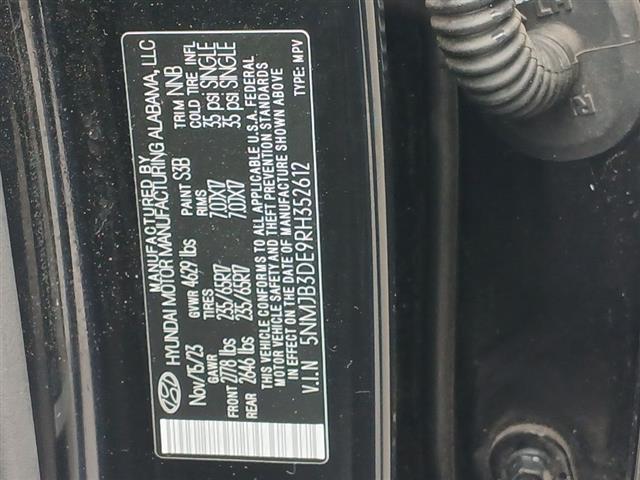 MANUFACTURED BY
HYUNDAI MOTOR MANUFACTURING ALABAMA, LLC
Nov/15/23 GVWR 4629 lbs PAINT S3B TRIM NNB
GAWR TIRES RIMS COLD TIRE INFL
FRONT 2778 lbs 235/65R17 7.0JX17 35 PSI SINGLE
REAR 2646 lbs 235/65R17 7.0JX17 35 PSI SINGLE
THIS VEHICLE CONFORMS TO ALL APPLICABLE U.S.A. FEDERAL
MOTOR VEHICLE SAFETY AND THEFT PREVENTION STANDARDS
IN EFFECT ON THE DATE OF MANUFACTURE SHOWN ABOVE
V.I.N 5NMJB3DE9RH352612 TYPE: MPV
LH